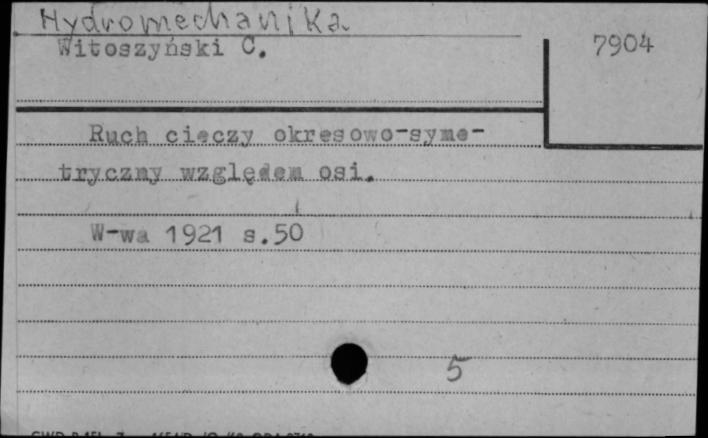 Hydromechanika
Witoszyński C.
7904
Ruch cieczy okresowo-syme-
tryczny względem osi.
W-wa 1921 s.50
5